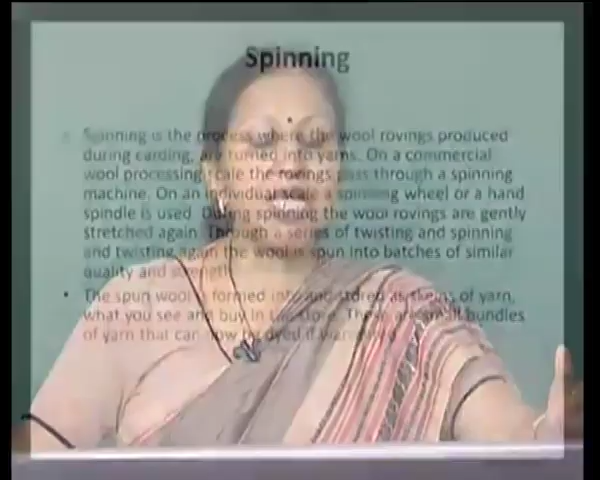 Spinning
Spinning is the process where the wool rovings produced
during carding, are turned into yarns. On a commercial
wool processing scale the rovings pass through a spinning
machine. On an individual scale a spinning wheel or a hand
spindle is used. During spinning the wool rovings are gently
stretched again. Through a series of twisting and spinning
and twisting again the wool is spun into batches of similar
quality and strength
• The spun wool is formed into and stored as skeins of yarn,
what you see and buy in the store. These are small bundles
of yarn that can now be dyed if